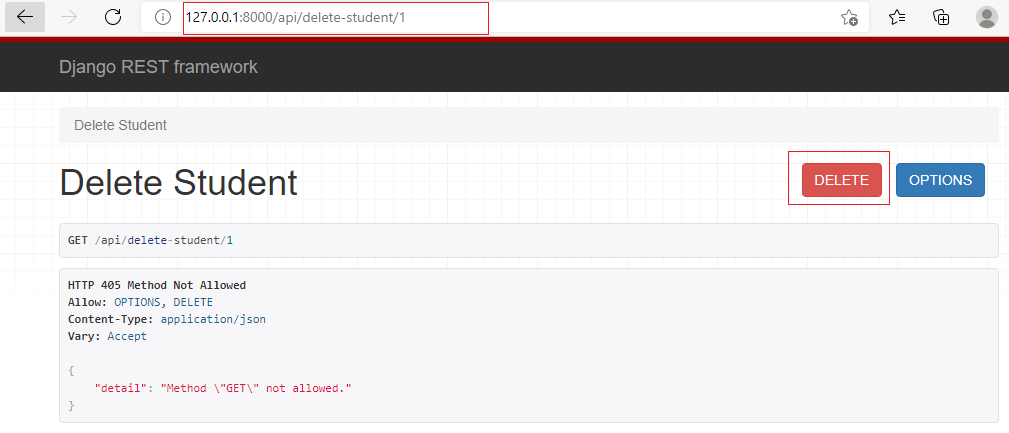 127.0.0.1:8000/api/delete-student/1
Django REST framework
Delete Student
Delete Student
DELETE
OPTIONS
GET /api/delete-student/1
HTTP 405 Method Not Allowed
Allow: OPTIONS, DELETE
Content-Type: application/json
Vary: Accept
{
"detail": "Method \"GET\" not allowed."
}